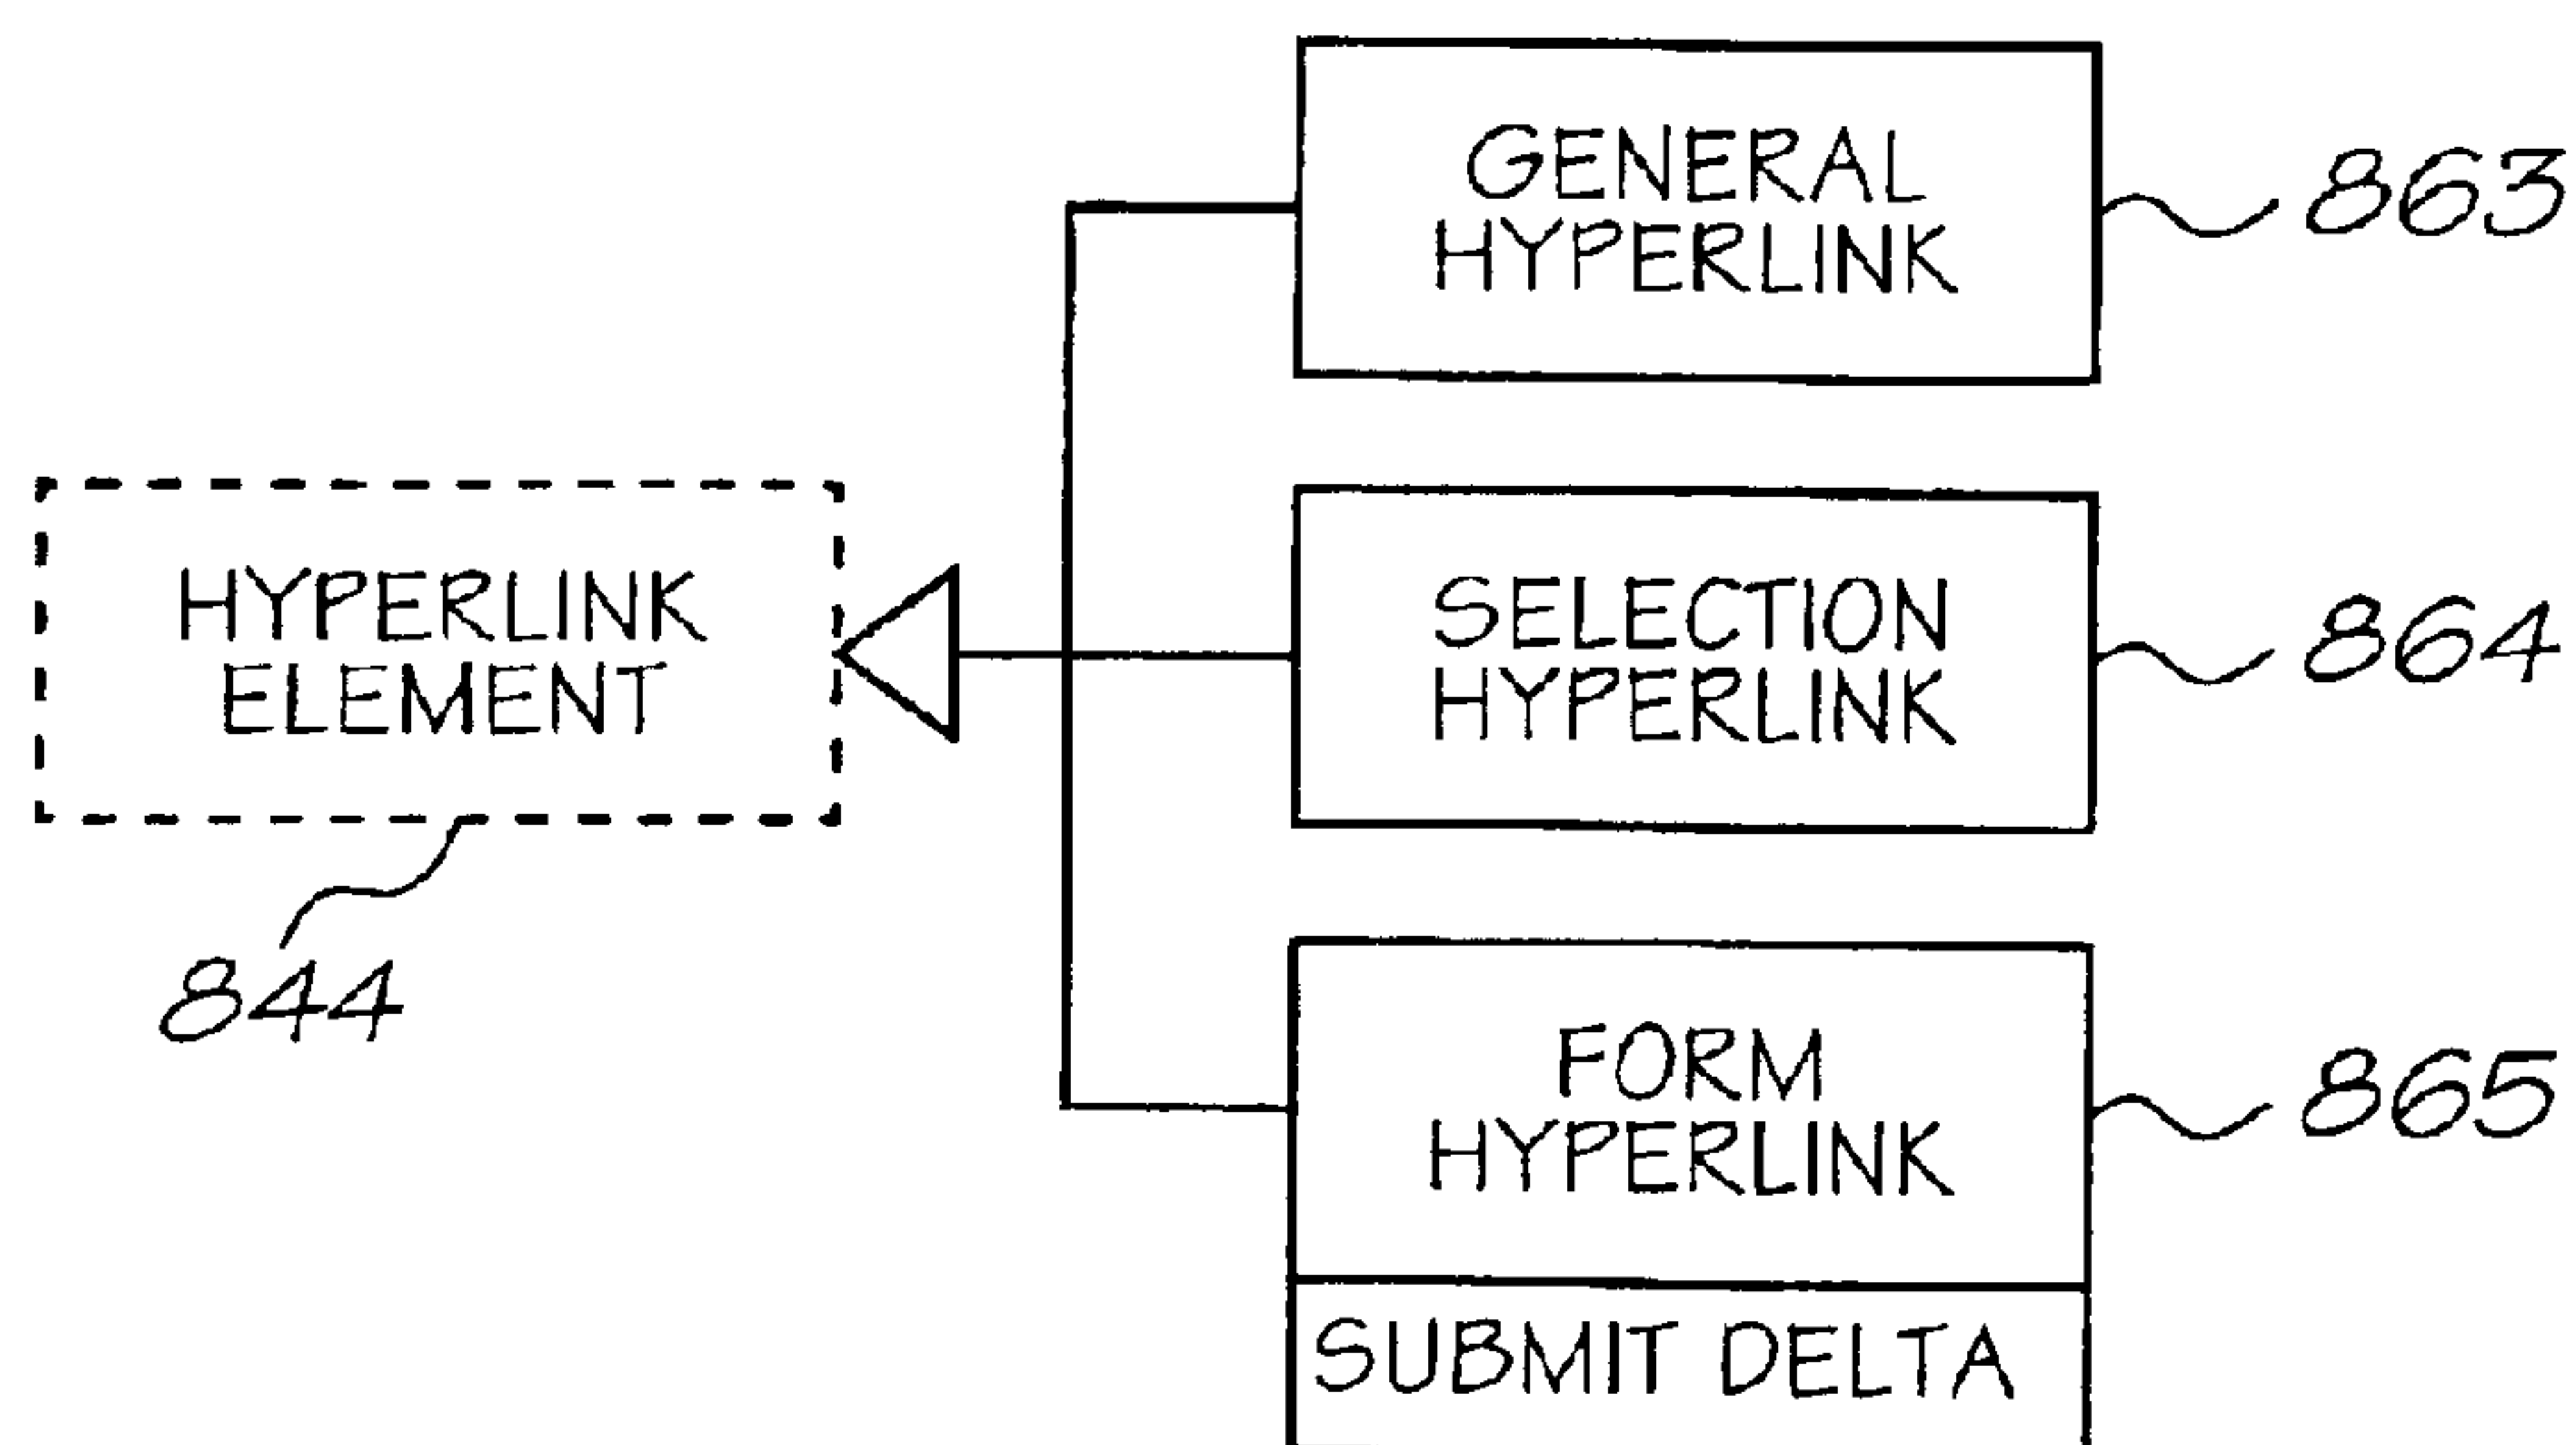 GENERAL
HYPERLINK
863
HYPERLINK
ELEMENT
844
SELECTION
HYPERLINK
864
FORM
HYPERLINK
865
SUBMIT DELTA